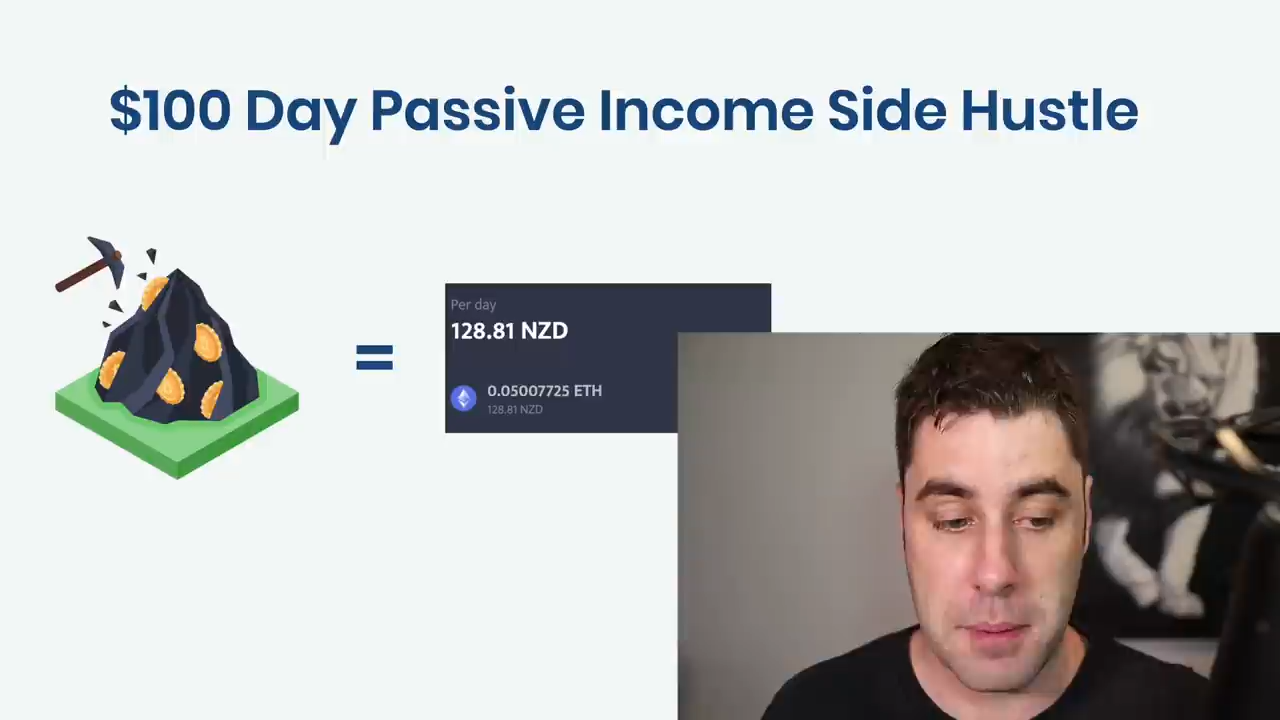 $100 Day Passive Income Side Hustle
Per day
128.81 NZD
0.05007725 ETH
128.81 NZD